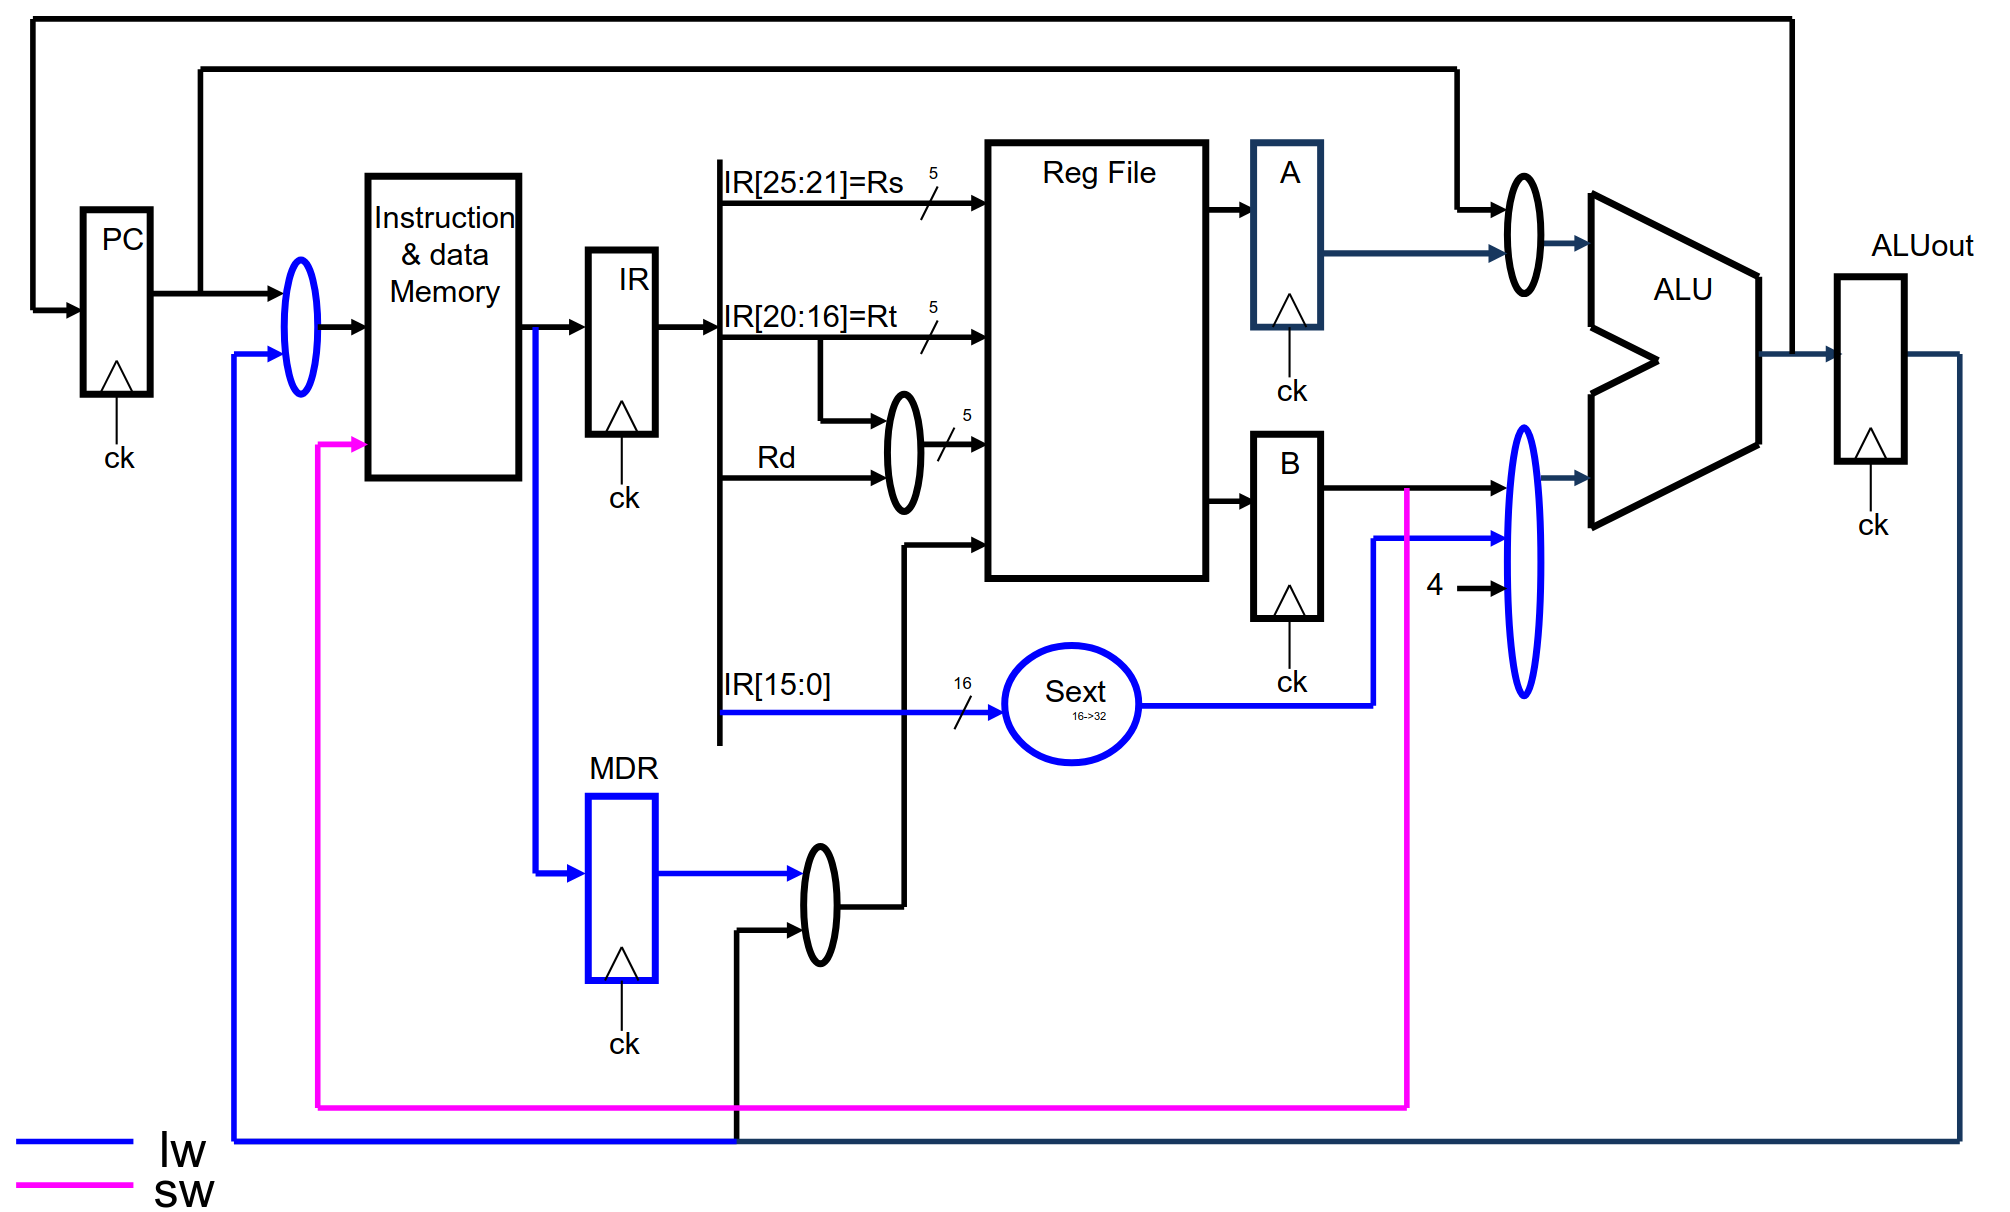 PC
ck
Instruction
& data
Memory
IR
ck
IR[25:21]=Rs
5
IR[20:16]=Rt
5
Rd
5
IR[15:0]
16
Reg File
A
ck
B
ck
4
Sext
16->32
ALU
ALUout
ck
MDR
ck
lw
sw